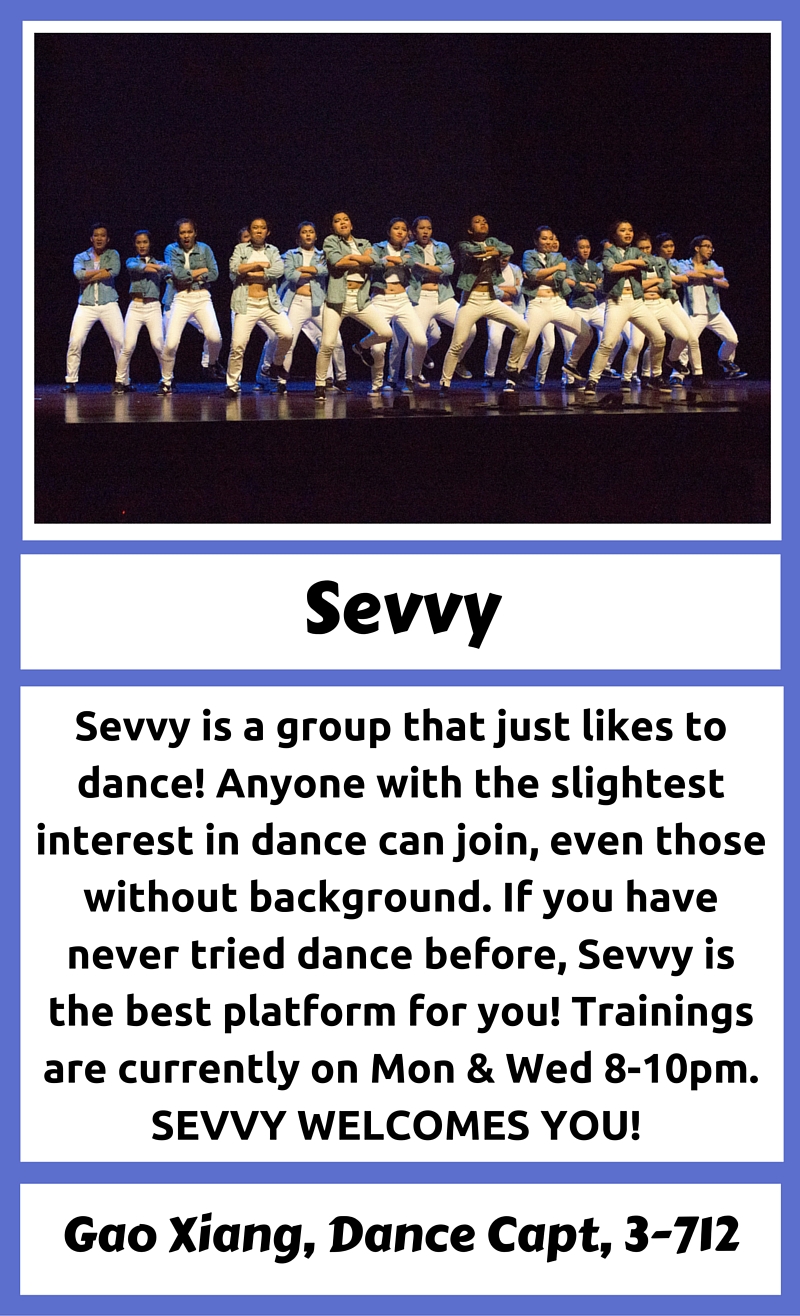 Sevvy
Sevvy is a group that just likes to
dance! Anyone with the slightest
interest in dance can join, even those
without background. If you have
never tried dance before, Sevvy is
the best platform for you! Trainings
are currently on Mon & Wed 8-10pm.
SEVVY WELCOMES YOU!
Gao Xiang, Dance Capt, 3-712